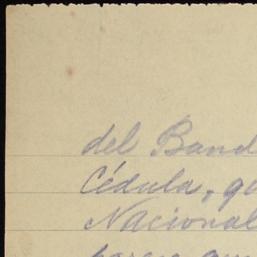 del Band
Cédula, qu
Nacional